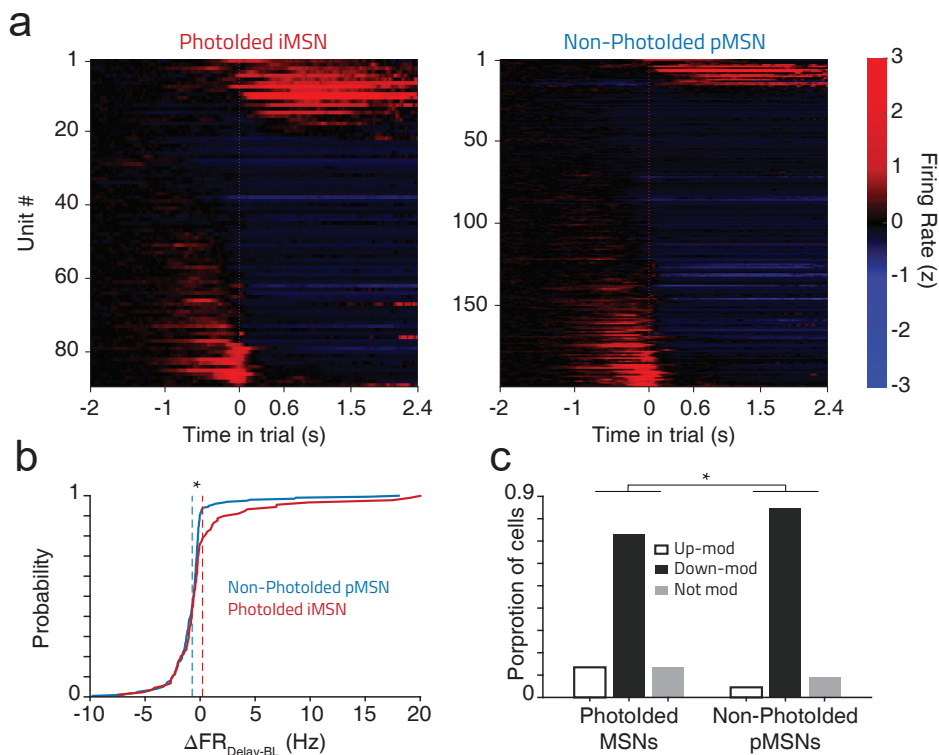 a
PhotoIded iMSN
Non-PhotoIded pMSN
1
20
40
60
80
Unit #
-2
-1
0
0.6
1.5
2.4
Time in trial (s)
1
50
100
150
-2
-1
0
0.6
1.5
2.4
Time in trial (s)
3
2
1
0
-1
-2
-3
Firing Rate (z)
b
*
1
0
Probability
Non-PhotoIded pMSN
PhotoIded iMSN
-10
-5
0
5
10
15
20
ΔFR Delay-BL (Hz)
c
*
0.9
0
Porprotion of cells
Up-mod
Down-mod
Not mod
PhotoIded
MSNs
Non-PhotoIded
pMSNs